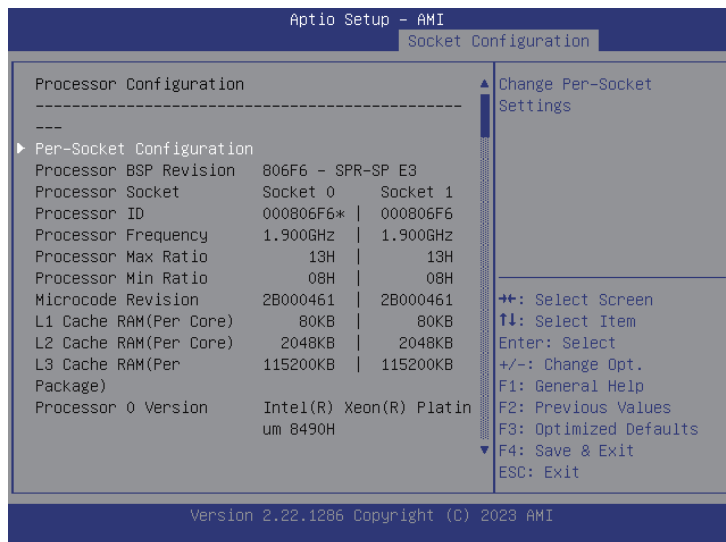 Aptio Setup – AMI
Socket Configuration
Processor Configuration
-----------------------------------------------
---
Per-Socket Configuration
Processor BSP Revision 806F6 – SPR-SP E3
Processor Socket Socket 0 Socket 1
Processor ID 000806F6* | 000806F6
Processor Frequency 1.900GHz | 1.900GHz
Processor Max Ratio 13H | 13H
Processor Min Ratio 08H | 08H
Microcode Revision 2B000461 | 2B000461
L1 Cache RAM(Per Core) 80KB | 80KB
L2 Cache RAM(Per Core) 2048KB | 2048KB
L3 Cache RAM(Per 115200KB | 115200KB
Package)
Processor 0 Version Intel(R) Xeon(R) Platin
um 8490H
Change Per-Socket
Settings
→←: Select Screen
↑↓: Select Item
Enter: Select
+/-: Change Opt.
F1: General Help
F2: Previous Values
F3: Optimized Defaults
F4: Save & Exit
ESC: Exit
Version 2.22.1286 Copyright (C) 2023 AMI